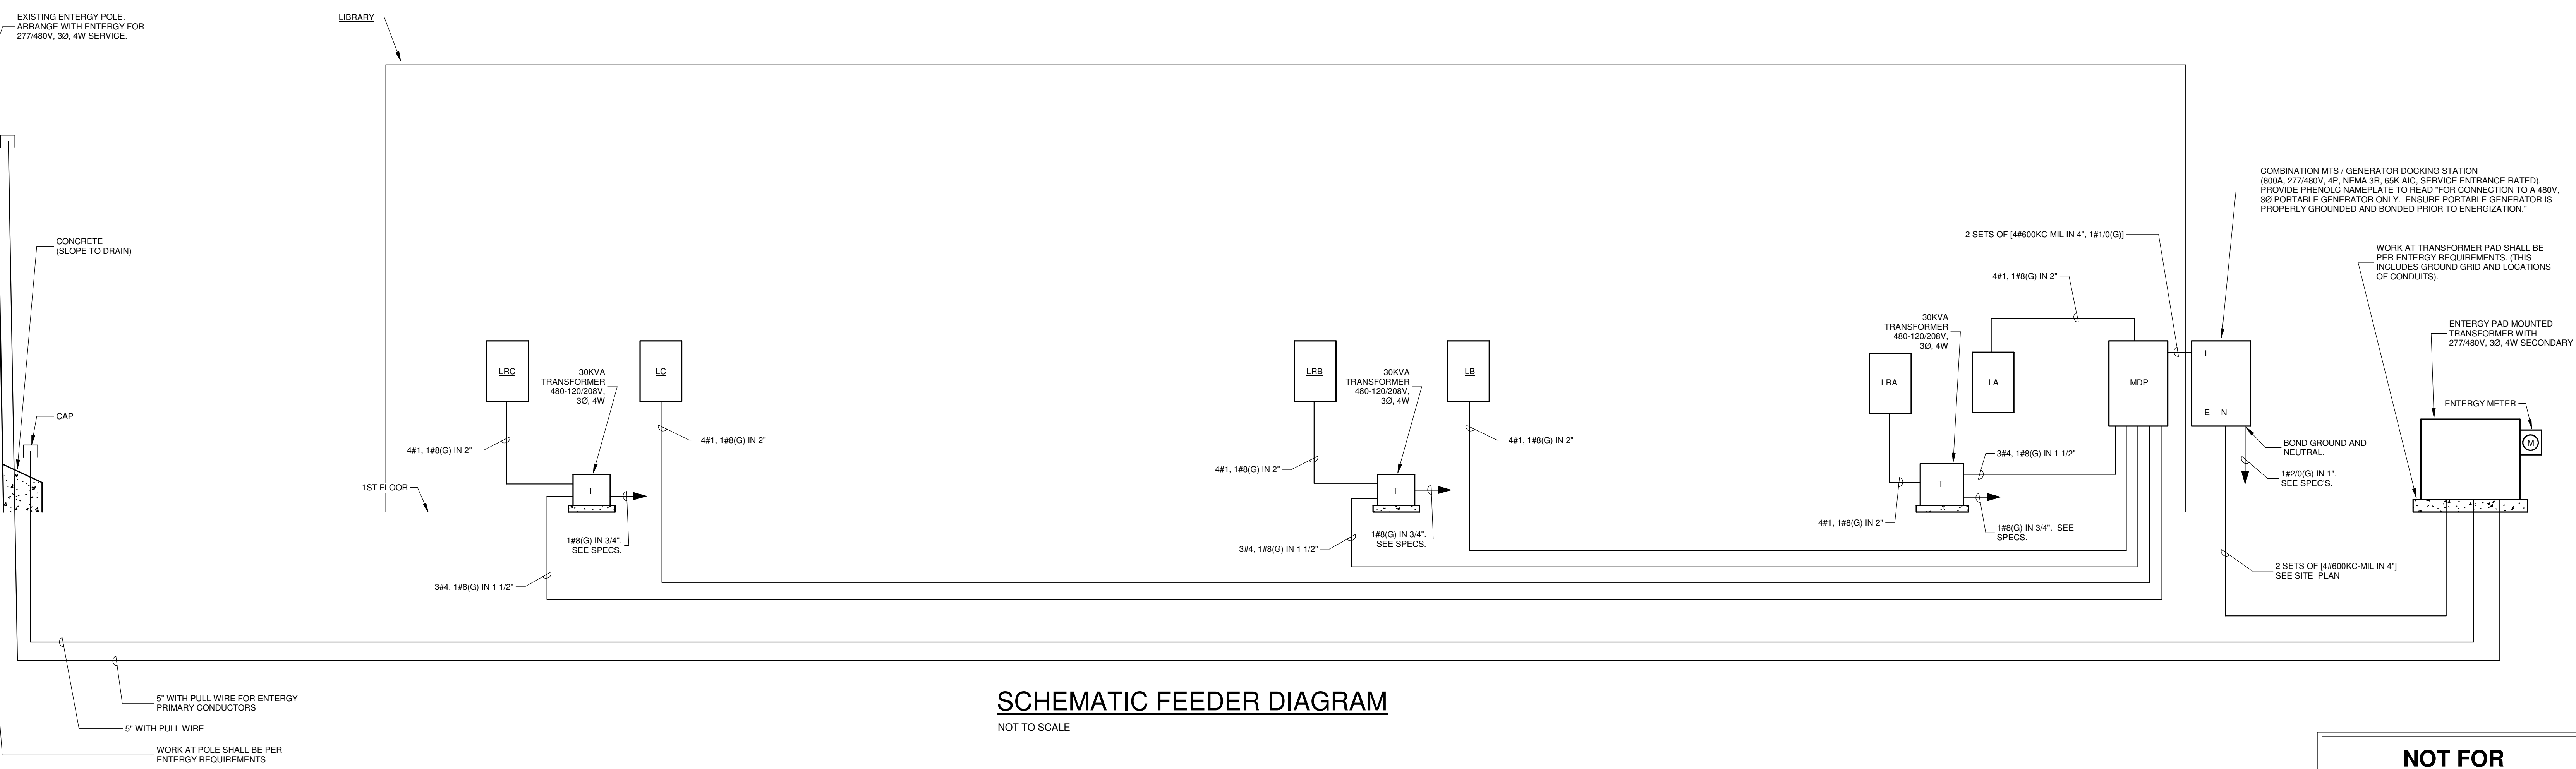 EXISTING ENTERGY POLE.
ARRANGE WITH ENTERGY FOR
277/480V, 3Ø, 4W SERVICE.
LIBRARY
COMBINATION MTS / GENERATOR DOCKING STATION
(800A, 277/480V, 4P, NEMA 3R, 65K AIC, SERVICE ENTRANCE RATED).
PROVIDE PHENOLC NAMEPLATE TO READ "FOR CONNECTION TO A 480V,
3Ø PORTABLE GENERATOR ONLY. ENSURE PORTABLE GENERATOR IS
PROPERLY GROUNDED AND BONDED PRIOR TO ENERGIZATION."
CONCRETE
(SLOPE TO DRAIN)
2 SETS OF [4#600KC-MIL IN 4", 1#1/0(G)]
WORK AT TRANSFORMER PAD SHALL BE
PER ENTERGY REQUIREMENTS. (THIS
INCLUDES GROUND GRID AND LOCATIONS
OF CONDUITS).
4#1, 1#8(G) IN 2"
30KVA
TRANSFORMER
480-120/208V,
3Ø, 4W
ENTERGY PAD MOUNTED
TRANSFORMER WITH
277/480V, 3Ø, 4W SECONDARY
LRC
LC
30KVA
TRANSFORMER
480-120/208V,
3Ø, 4W
LRB
LB
30KVA
TRANSFORMER
480-120/208V,
3Ø, 4W
LRA
LA
MDP
L
E N
ENTERGY METER
M
CAP
4#1, 1#8(G) IN 2"
4#1, 1#8(G) IN 2"
4#1, 1#8(G) IN 2"
4#1, 1#8(G) IN 2"
3#4, 1#8(G) IN 1 1/2"
BOND GROUND AND
NEUTRAL.
1#2/0(G) IN 1".
SEE SPEC'S.
1ST FLOOR
T
T
T
4#1, 1#8(G) IN 2"
1#8(G) IN 3/4". SEE
SPECS.
1#8(G) IN 3/4".
SEE SPECS.
1#8(G) IN 3/4".
SEE SPECS.
3#4, 1#8(G) IN 1 1/2"
3#4, 1#8(G) IN 1 1/2"
2 SETS OF [4#600KC-MIL IN 4"]
SEE SITE PLAN
5" WITH PULL WIRE FOR ENTERGY
PRIMARY CONDUCTORS
5" WITH PULL WIRE
WORK AT POLE SHALL BE PER
ENTERGY REQUIREMENTS
SCHEMATIC FEEDER DIAGRAM
NOT TO SCALE
NOT FOR